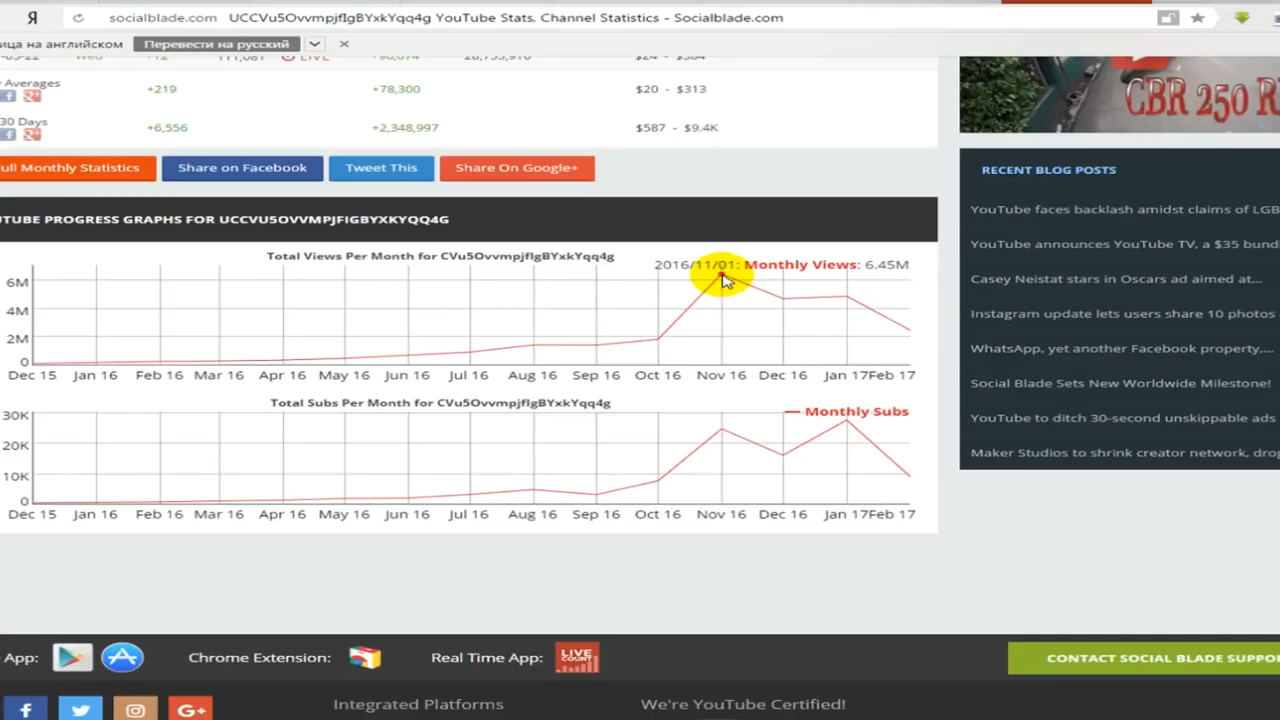 Я socialblade.com UCCVu5OvvmpjfIgBYxkYqq4g YouTube Stats, Channel Statistics - Socialblade.com
ица на английском Перевести на русский
LIVE
Averages +219 +78,300 $20 - $313
30 Days +6,556 +2,348,997 $587 - $9.4K
CBR 250 R
ull Monthly Statistics Share on Facebook Tweet This Share On Google+
RECENT BLOG POSTS
YouTube faces backlash amidst claims of LGB
YouTube announces YouTube TV, a $35 bund
Casey Neistat stars in Oscars ad aimed at...
Instagram update lets users share 10 photos
WhatsApp, yet another Facebook property,...
Social Blade Sets New Worldwide Milestone!
YouTube to ditch 30-second unskippable ads
Maker Studios to shrink creator network, drop
UTUBE PROGRESS GRAPHS FOR UCCVU5OVVMPJFIGBYXKYQQ4G
Total Views Per Month for CVu5OvvmpjfIgBYxkYqq4g
2016/11/01: Monthly Views: 6.45M
6M
4M
2M
0
Dec 15 Jan 16 Feb 16 Mar 16 Apr 16 May 16 Jun 16 Jul 16 Aug 16 Sep 16 Oct 16 Nov 16 Dec 16 Jan 17 Feb 17
Total Subs Per Month for CVu5OvvmpjfIgBYxkYqq4g
Monthly Subs
30K
20K
10K
0
Dec 15 Jan 16 Feb 16 Mar 16 Apr 16 May 16 Jun 16 Jul 16 Aug 16 Sep 16 Oct 16 Nov 16 Dec 16 Jan 17 Feb 17
App: Chrome Extension: Real Time App: LIVE COUNT
CONTACT SOCIAL BLADE SUPPO
Integrated Platforms We're YouTube Certified!